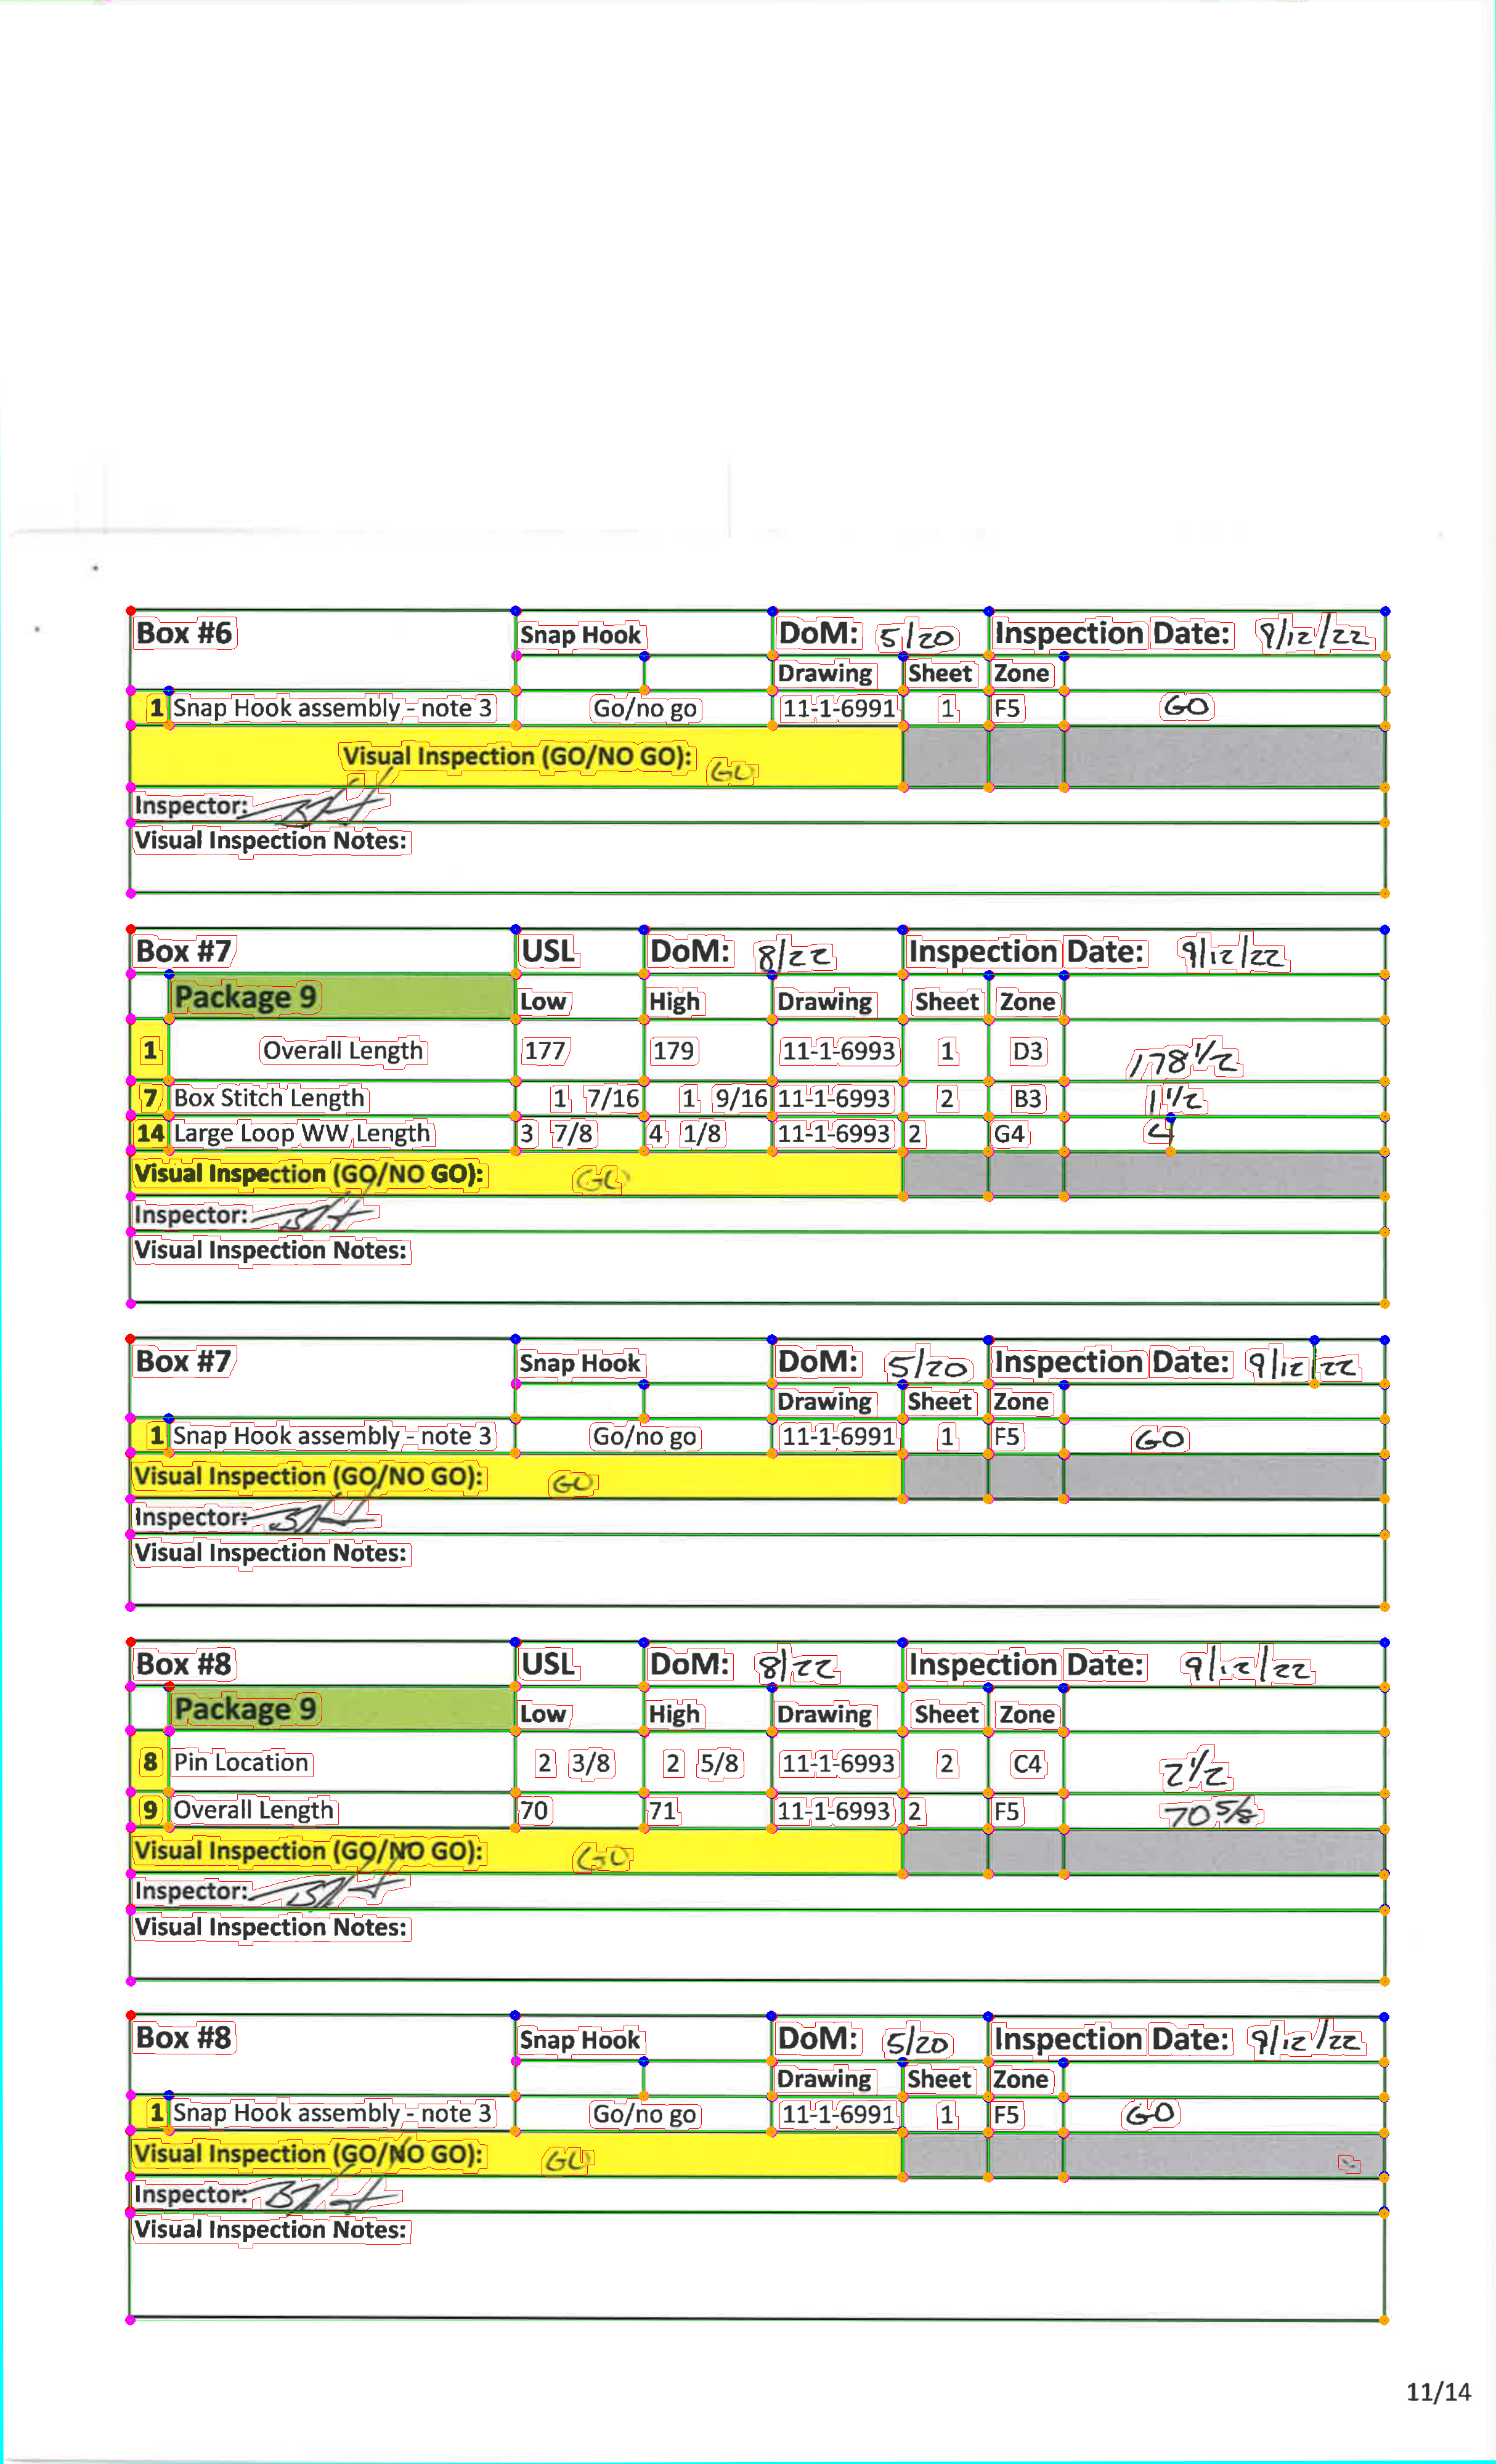 Box #6 Snap Hook DoM: 5/20 Inspection Date: 9/12/22
Drawing Sheet Zone
1 Snap Hook assembly - note 3 Go/no go 11-1-6991 1 F5 GO
Visual Inspection (GO/NO GO): GO
Inspector:
Visual Inspection Notes:
Box #7 USL DoM: 8/22 Inspection Date: 9/12/22
Package 9 Low High Drawing Sheet Zone
1 Overall Length 177 179 11-1-6993 1 D3 178 1/2
7 Box Stitch Length 1 7/16 1 9/16 11-1-6993 2 B3 1 1/2
14 Large Loop WW Length 3 7/8 4 1/8 11-1-6993 2 G4 4
Visual Inspection (GO/NO GO): GO
Inspector:
Visual Inspection Notes:
Box #7 Snap Hook DoM: 5/20 Inspection Date: 9/12/22
Drawing Sheet Zone
1 Snap Hook assembly - note 3 Go/no go 11-1-6991 1 F5 GO
Visual Inspection (GO/NO GO): GO
Inspector:
Visual Inspection Notes:
Box #8 USL DoM: 8/22 Inspection Date: 9/12/22
Package 9 Low High Drawing Sheet Zone
8 Pin Location 2 3/8 2 5/8 11-1-6993 2 C4 2 1/2
9 Overall Length 70 71 11-1-6993 2 F5 70 5/8
Visual Inspection (GO/NO GO): GO
Inspector:
Visual Inspection Notes:
Box #8 Snap Hook DoM: 5/20 Inspection Date: 9/12/22
Drawing Sheet Zone
1 Snap Hook assembly - note 3 Go/no go 11-1-6991 1 F5 GO
Visual Inspection (GO/NO GO): GO
Inspector:
Visual Inspection Notes:
11/14